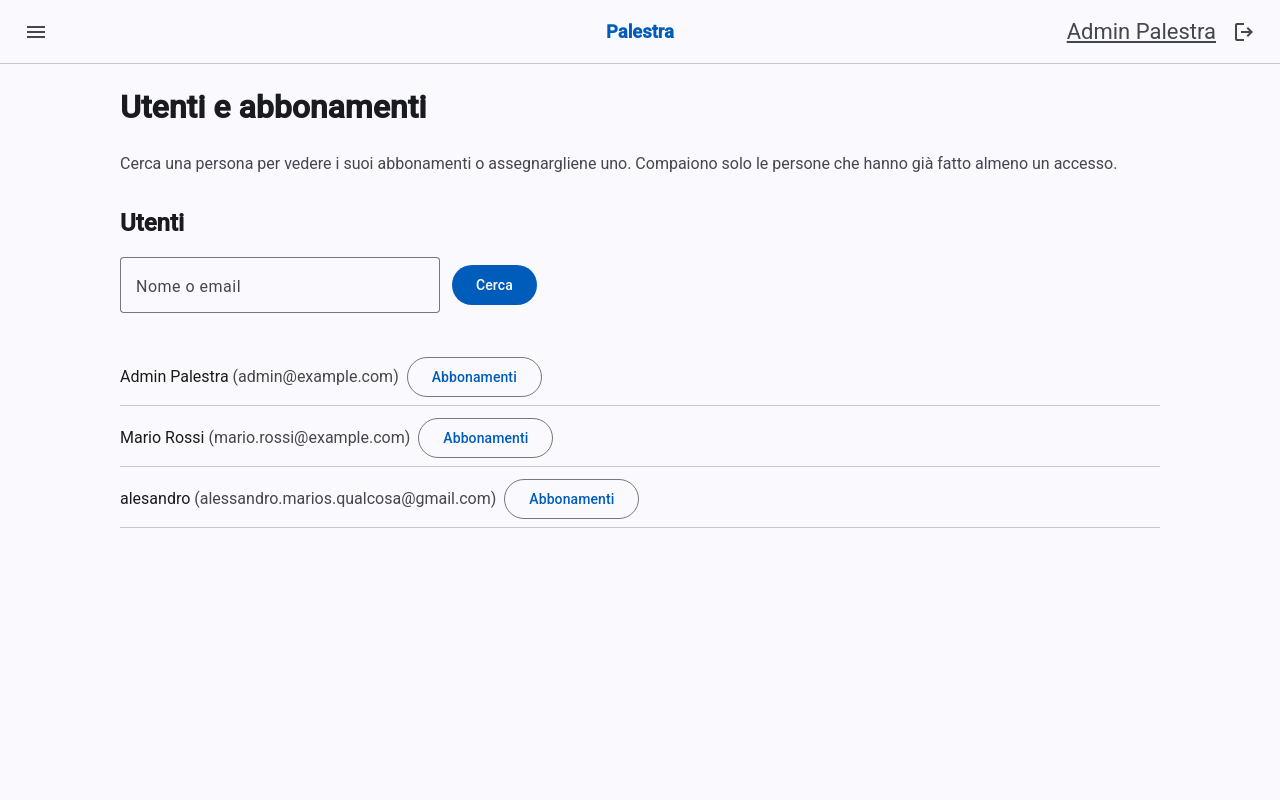 Palestra
Admin Palestra
Utenti e abbonamenti
Cerca una persona per vedere i suoi abbonamenti o assegnargliene uno. Compaiono solo le persone che hanno già fatto almeno un accesso.
Utenti
Nome o email
Cerca
Admin Palestra (admin@example.com) Abbonamenti
Mario Rossi (mario.rossi@example.com) Abbonamenti
alesandro (alessandro.marios.qualcosa@gmail.com) Abbonamenti